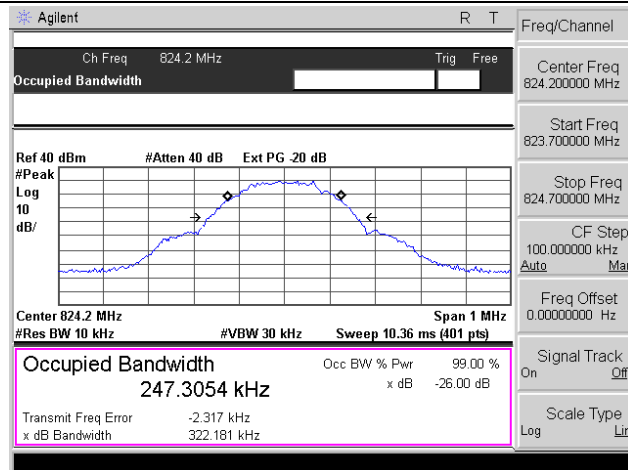 Agilent R T
Ch Freq 824.2 MHz Trig Free
Occupied Bandwidth
Ref 40 dBm #Atten 40 dB Ext PG -20 dB
#Peak
Log
10
dB/
Center 824.2 MHz Span 1 MHz
#Res BW 10 kHz #VBW 30 kHz Sweep 10.36 ms (401 pts)
Occupied Bandwidth Occ BW % Pwr 99.00 %
247.3054 kHz x dB -26.00 dB
Transmit Freq Error -2.317 kHz
x dB Bandwidth 322.181 kHz
Freq/Channel
Center Freq
824.200000 MHz
Start Freq
823.700000 MHz
Stop Freq
824.700000 MHz
CF Step
100.000000 kHz
Auto Mar
Freq Offset
0.00000000 Hz
Signal Track
On Off
Scale Type
Log Lin